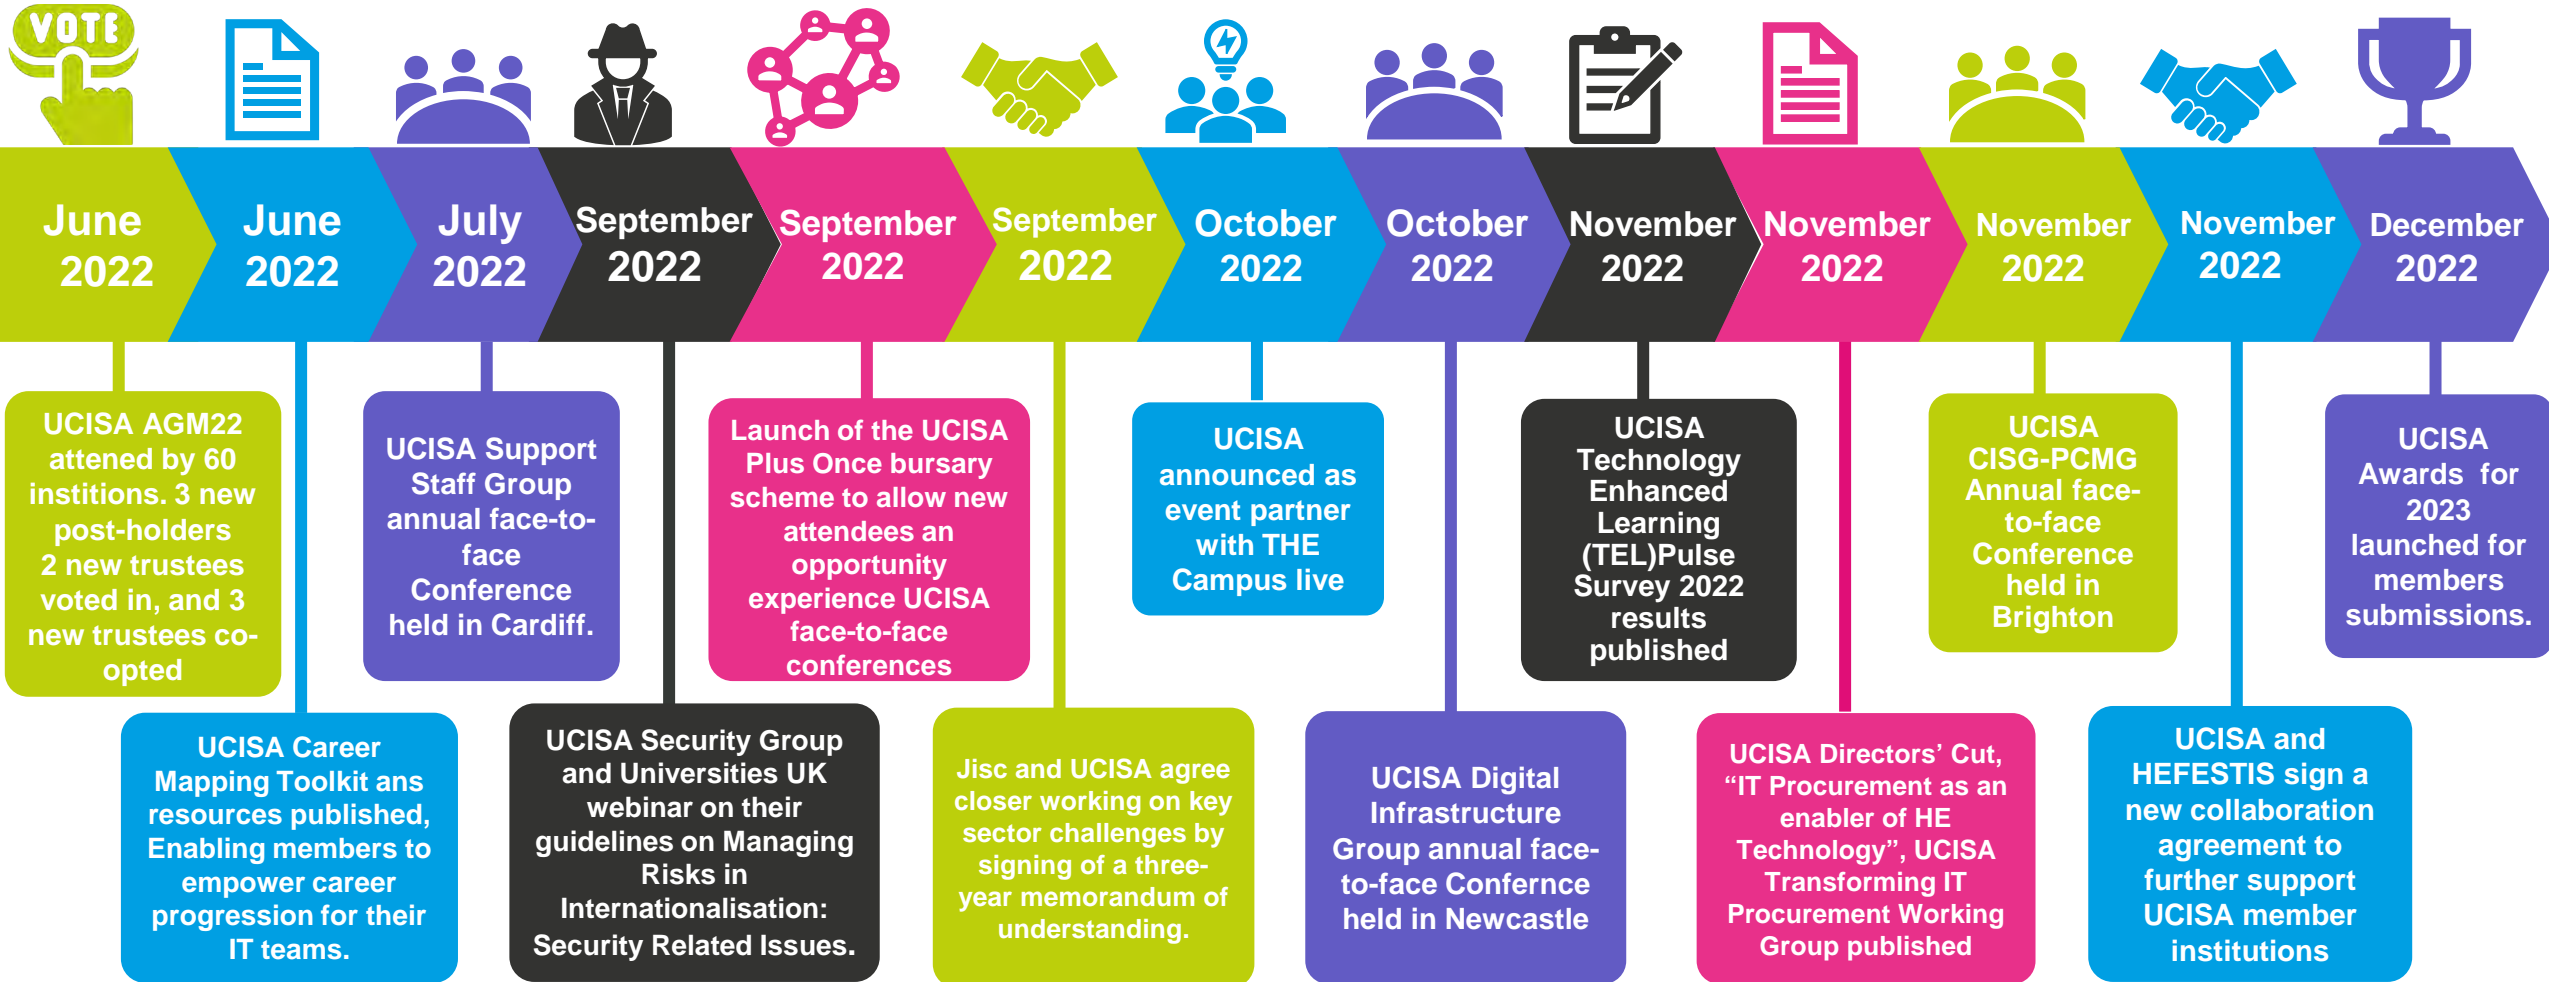 VOTE
June
2022
June
2022
July
2022
September
2022
September
2022
September
2022
October
2022
October
2022
November
2022
November
2022
November
2022
November
2022
December
2022
UCISA AGM22
attened by 60
institions. 3 new
post-holders
2 new trustees
voted in, and 3
new trustees co-
opted
UCISA Career
Mapping Toolkit ans
resources published,
Enabling members to
empower career
progression for their
IT teams.
UCISA Support
Staff Group
annual face-to-
face
Conference
held in Cardiff.
UCISA Security Group
and Universities UK
webinar on their
guidelines on Managing
Risks in
Internationalisation:
Security Related Issues.
Launch of the UCISA
Plus Once bursary
scheme to allow new
attendees an
opportunity
experience UCISA
face-to-face
conferences
Jisc and UCISA agree
closer working on key
sector challenges by
signing of a three-
year memorandum of
understanding.
UCISA
announced as
event partner
with THE
Campus live
UCISA Digital
Infrastructure
Group annual face-
to-face Confernce
held in Newcastle
UCISA
Technology
Enhanced
Learning
(TEL)Pulse
Survey 2022
results
published
UCISA Directors’ Cut,
“IT Procurement as an
enabler of HE
Technology”, UCISA
Transforming IT
Procurement Working
Group published
UCISA
CISG-PCMG
Annual face-
to-face
Conference
held in
Brighton
UCISA and
HEFESTIS sign a
new collaboration
agreement to
further support
UCISA member
institutions
UCISA
Awards for
2023
launched for
members
submissions.